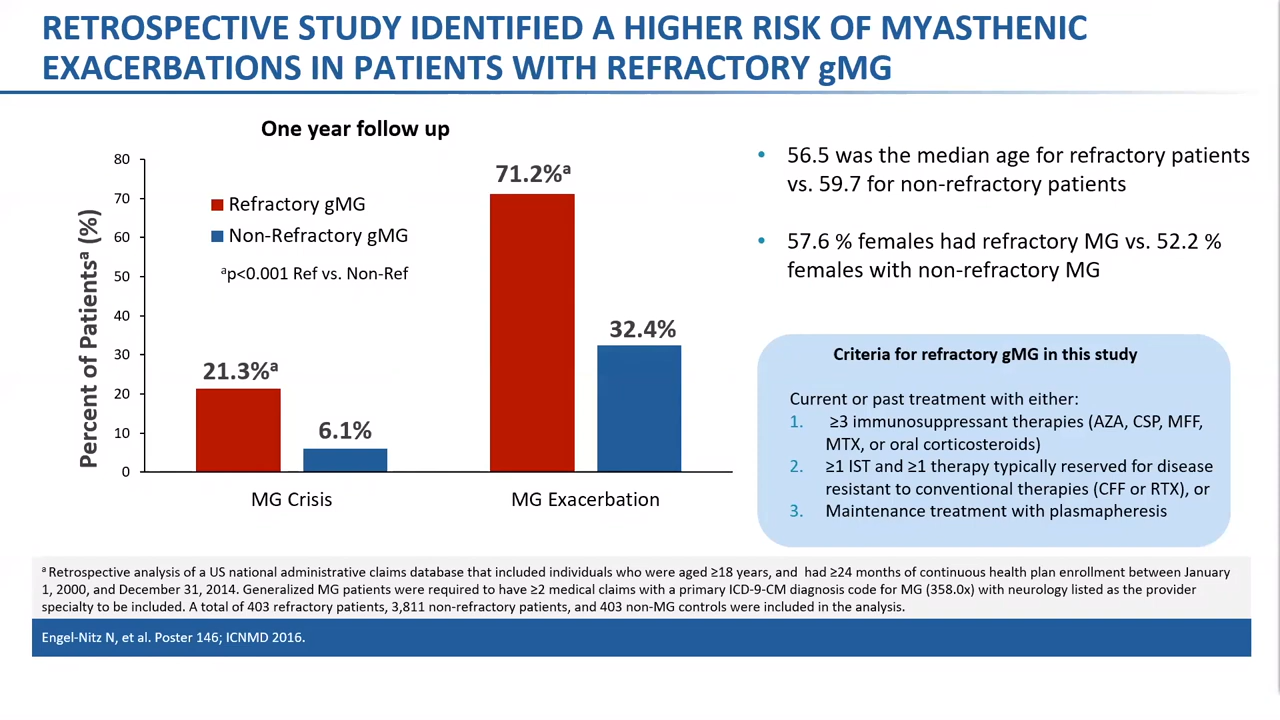 RETROSPECTIVE STUDY IDENTIFIED A HIGHER RISK OF MYASTHENIC
EXACERBATIONS IN PATIENTS WITH REFRACTORY gMG
One year follow up
Percent of Patientsᵃ (%)
80
70
60
50
40
30
20
10
0
Refractory gMG
Non-Refractory gMG
ᵃp<0.001 Ref vs. Non-Ref
21.3%ᵃ
6.1%
71.2%ᵃ
32.4%
MG Crisis
MG Exacerbation
• 56.5 was the median age for refractory patients
vs. 59.7 for non-refractory patients
• 57.6 % females had refractory MG vs. 52.2 %
females with non-refractory MG
Criteria for refractory gMG in this study
Current or past treatment with either:
1. ≥3 immunosuppressant therapies (AZA, CSP, MFF,
MTX, or oral corticosteroids)
2. ≥1 IST and ≥1 therapy typically reserved for disease
resistant to conventional therapies (CFF or RTX), or
3. Maintenance treatment with plasmapheresis
ᵃ Retrospective analysis of a US national administrative claims database that included individuals who were aged ≥18 years, and had ≥24 months of continuous health plan enrollment between January
1, 2000, and December 31, 2014. Generalized MG patients were required to have ≥2 medical claims with a primary ICD-9-CM diagnosis code for MG (358.0x) with neurology listed as the provider
specialty to be included. A total of 403 refractory patients, 3,811 non-refractory patients, and 403 non-MG controls were included in the analysis.
Engel-Nitz N, et al. Poster 146; ICNMD 2016.